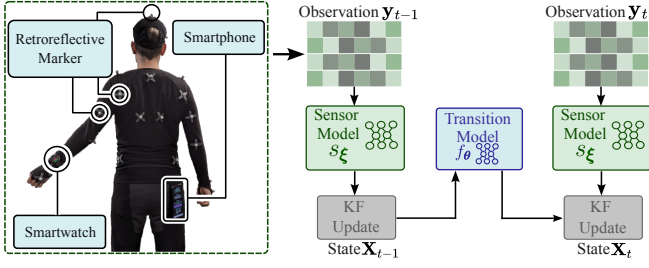 Retroreflective
Marker
Smartphone
Smartwatch
Observation y_{t−1}
Sensor
Model
s_ξ
KF
Update
State X_{t−1}
Transition
Model
f_θ
Observation y_t
Sensor
Model
s_ξ
KF
Update
State X_t